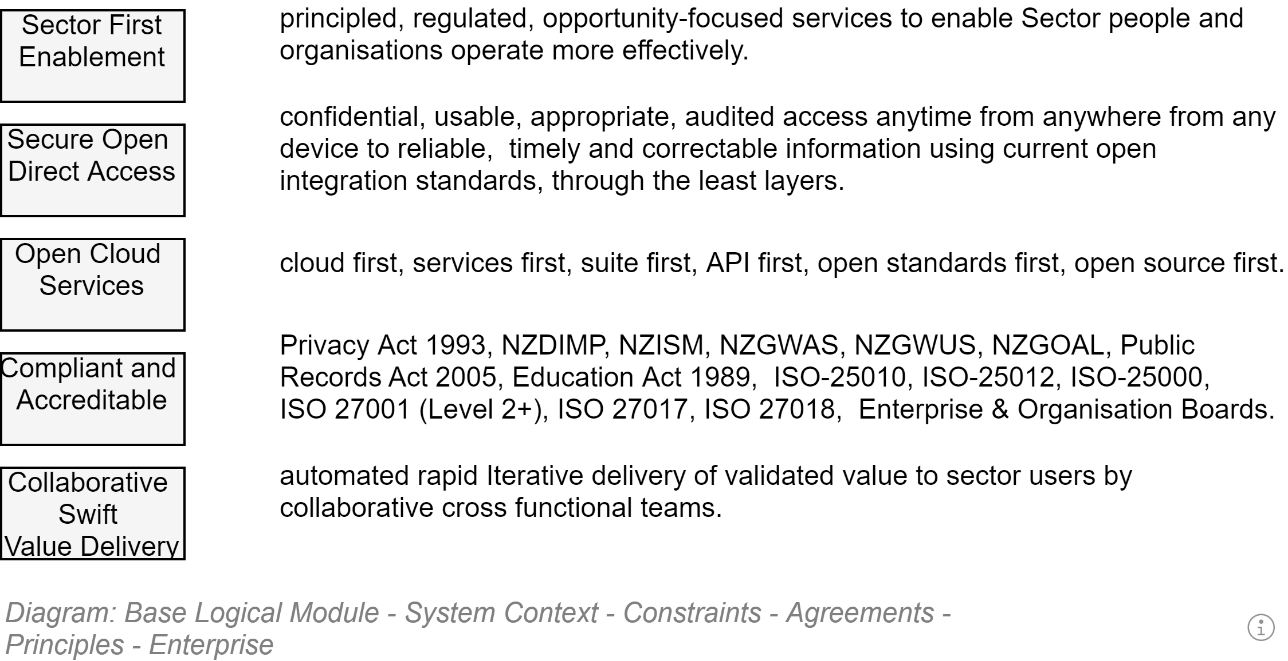 Sector First
Enablement
principled, regulated, opportunity-focused services to enable Sector people and
organisations operate more effectively.
Secure Open
Direct Access
confidential, usable, appropriate, audited access anytime from anywhere from any
device to reliable,  timely and correctable information using current open
integration standards, through the least layers.
Open Cloud
Services
cloud first, services first, suite first, API first, open standards first, open source first.
Compliant and
Accreditable
Privacy Act 1993, NZDIMP, NZISM, NZGWAS, NZGWUS, NZGOAL, Public
Records Act 2005, Education Act 1989,  ISO-25010, ISO-25012, ISO-25000,
ISO 27001 (Level 2+), ISO 27017, ISO 27018,  Enterprise & Organisation Boards.
Collaborative
Swift
Value Delivery
automated rapid Iterative delivery of validated value to sector users by
collaborative cross functional teams.
Diagram: Base Logical Module - System Context - Constraints - Agreements -
Principles - Enterprise